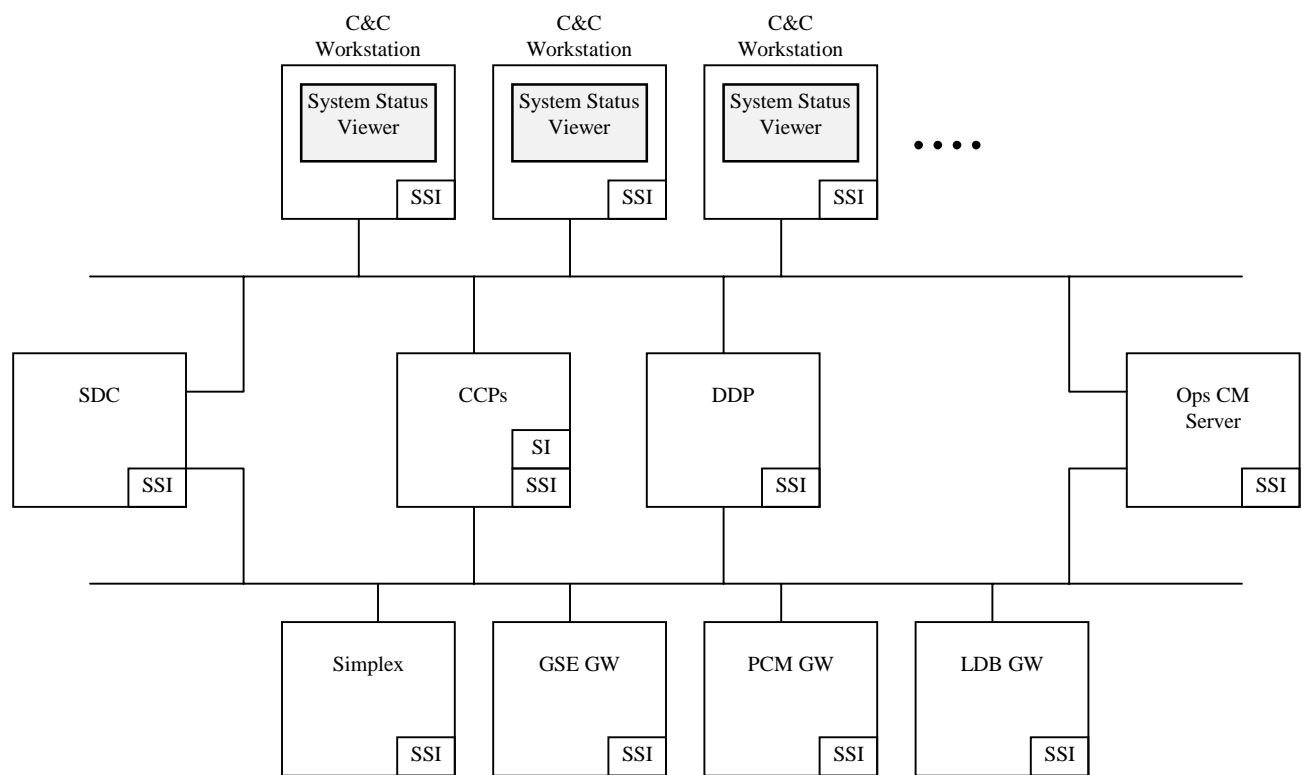 C&C
Workstation
C&C
Workstation
C&C
Workstation
System Status
Viewer
System Status
Viewer
System Status
Viewer
SSI
SSI
SSI
SDC
CCPs
DDP
Ops CM
Server
SI
SSI
SSI
SSI
SSI
Simplex
GSE GW
PCM GW
LDB GW
SSI
SSI
SSI
SSI